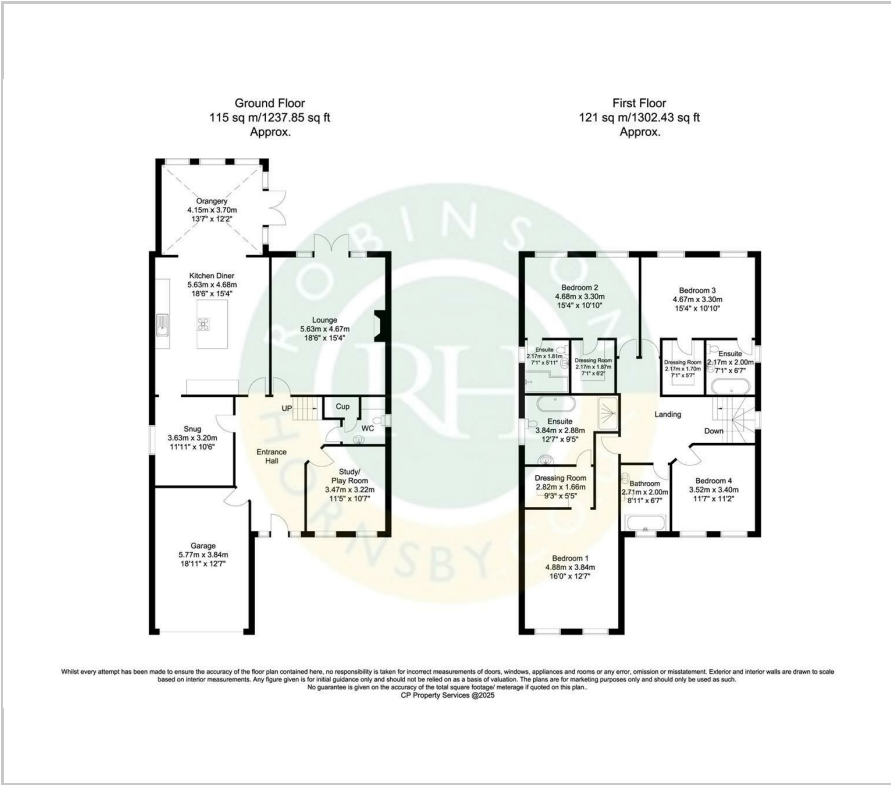 Ground Floor
115 sq m/1237.85 sq ft
Approx.
First Floor
121 sq m/1302.43 sq ft
Approx.
Orangery
4.15m x 3.70m
13'7" x 12'2"
Kitchen Diner
5.63m x 4.68m
18'6" x 15'4"
Lounge
5.63m x 4.67m
18'6" x 15'4"
UP
Cup
WC
Snug
3.63m x 3.20m
11'11" x 10'6"
Entrance
Hall
Study/
Play Room
3.47m x 3.22m
11'5" x 10'7"
Garage
5.77m x 3.84m
18'11" x 12'7"
Bedroom 2
4.68m x 3.30m
15'4" x 10'10"
Bedroom 3
4.67m x 3.30m
15'4" x 10'10"
Ensuite
2.17m x 1.81m
7'1" x 5'11"
Dressing Room
2.17m x 1.87m
7'1" x 6'2"
Dressing Room
2.17m x 1.70m
7'1" x 5'7"
Ensuite
2.17m x 2.00m
7'1" x 6'7"
Ensuite
3.84m x 2.88m
12'7" x 9'5"
Landing
Down
Dressing Room
2.82m x 1.66m
9'3" x 5'5"
Bathroom
2.71m x 2.00m
8'11" x 6'7"
Bedroom 4
3.52m x 3.40m
11'7" x 11'2"
Bedroom 1
4.88m x 3.84m
16'0" x 12'7"
ROBINSON
RH
HORNSBY
Whilst every attempt has been made to ensure the accuracy of the floor plan contained here, no responsibility is taken for incorrect measurements of doors, windows, appliances and rooms or any error, omission or misstatement. Exterior and interior walls are drawn to scale
based on interior measurements. Any figure given is for initial guidance only and should not be relied on as a basis of valuation. The plans are for marketing purposes only and should only be used as such.
No guarantee is given on the accuracy of the total square footage/ meterage if quoted on this plan..
CP Property Services @2025